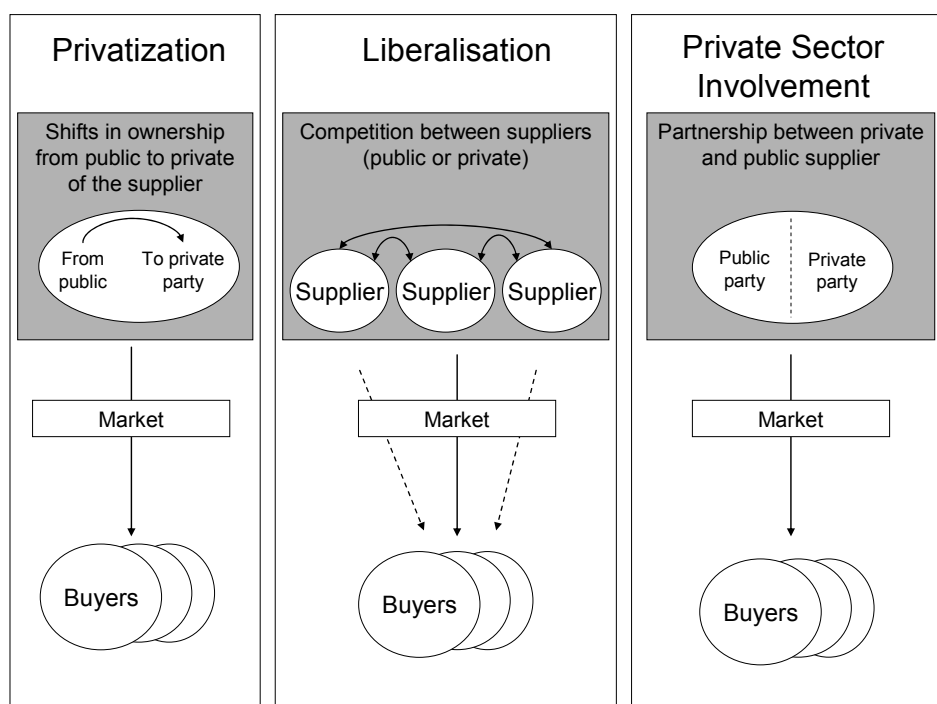 Privatization
Shifts in ownership
from public to private
of the supplier
From
public
To private
party
Market
Buyers
Liberalisation
Competition between suppliers
(public or private)
Supplier
Supplier
Supplier
Market
Buyers
Private Sector
Involvement
Partnership between private
and public supplier
Public
party
Private
party
Market
Buyers